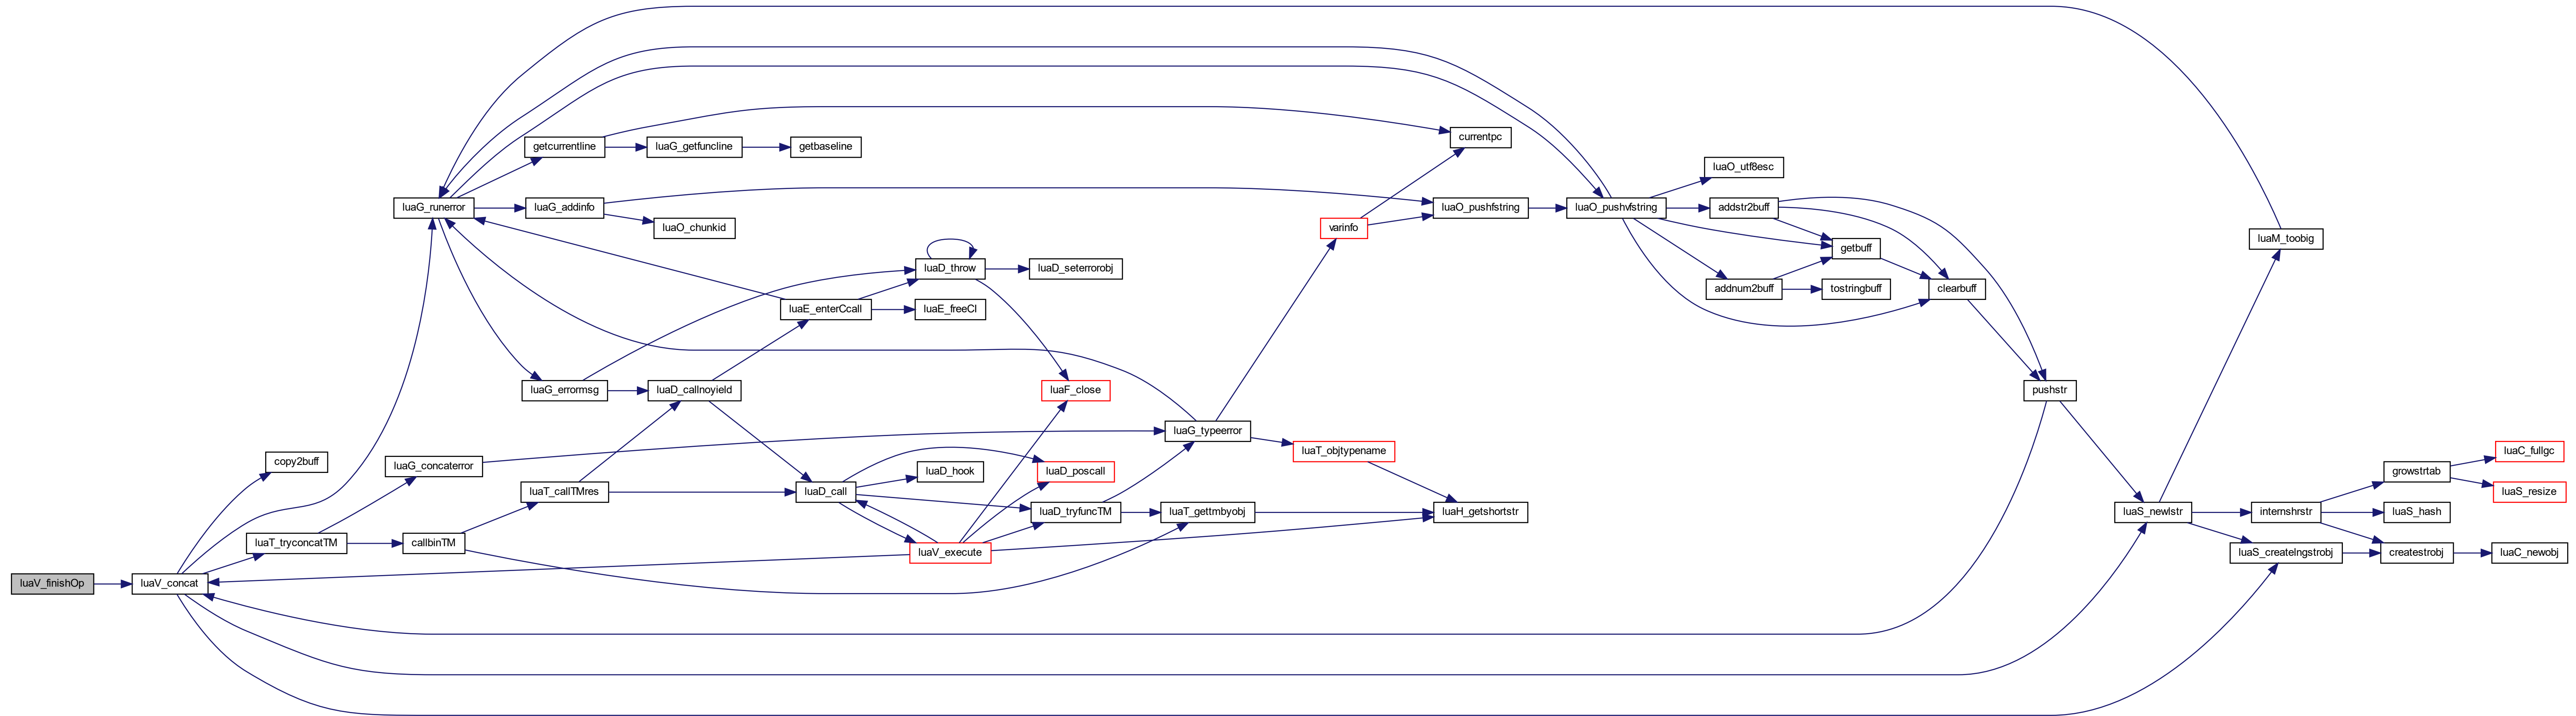 luaV_finishOp
luaV_concat
copy2buff
luaT_tryconcatTM
luaG_runerror
luaG_concaterror
callbinTM
getcurrentline
luaG_addinfo
luaG_errormsg
luaT_callTMres
luaG_getfuncline
luaO_chunkid
luaD_callnoyield
getbaseline
luaE_enterCcall
luaD_call
luaD_throw
luaE_freeCI
luaD_hook
luaV_execute
luaD_seterrorobj
luaF_close
luaD_poscall
luaD_tryfuncTM
luaG_typeerror
luaT_gettmbyobj
varinfo
luaT_objtypename
currentpc
luaO_pushfstring
luaH_getshortstr
luaO_pushvfstring
luaO_utf8esc
addstr2buff
addnum2buff
getbuff
tostringbuff
clearbuff
pushstr
luaS_newlstr
luaM_toobig
internshrstr
luaS_createlngstrobj
growstrtab
luaS_hash
createstrobj
luaC_fullgc
luaS_resize
luaC_newobj